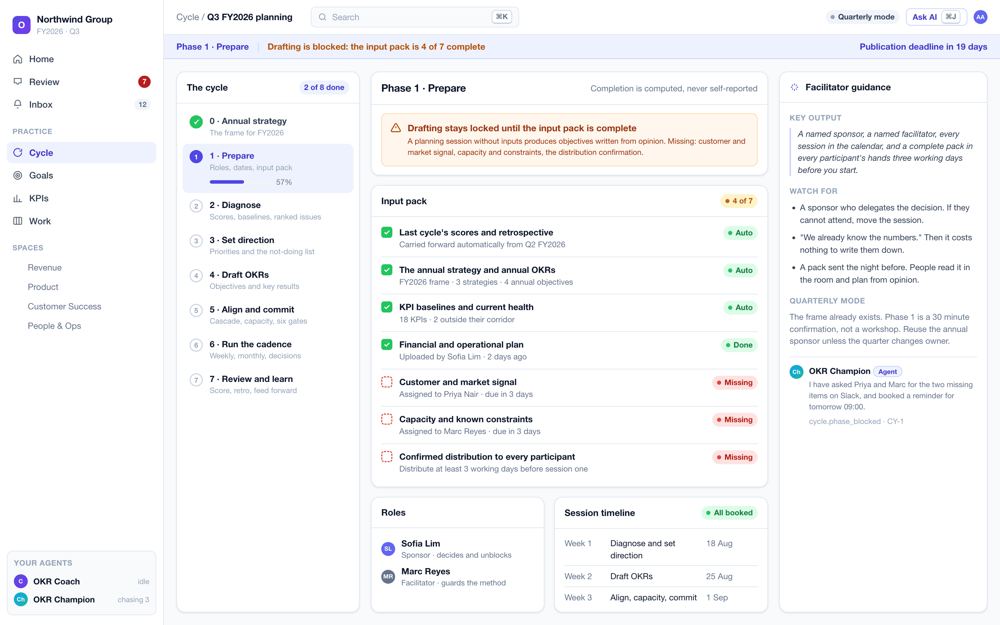 O
Northwind Group
FY2026 · Q3
Home
Review
7
Inbox
12
PRACTICE
Cycle
Goals
KPIs
Work
SPACES
Revenue
Product
Customer Success
People & Ops
YOUR AGENTS
C OKR Coach idle
Ch OKR Champion chasing 3
Cycle / Q3 FY2026 planning
Search ⌘K
Quarterly mode
Ask AI ⌘J
AA
Phase 1 · Prepare
Drafting is blocked: the input pack is 4 of 7 complete
Publication deadline in 19 days
The cycle
2 of 8 done
0 · Annual strategy
The frame for FY2026
1 1 · Prepare
Roles, dates, input pack
57%
2 2 · Diagnose
Scores, baselines, ranked issues
3 3 · Set direction
Priorities and the not-doing list
4 4 · Draft OKRs
Objectives and key results
5 5 · Align and commit
Cascade, capacity, six gates
6 6 · Run the cadence
Weekly, monthly, decisions
7 7 · Review and learn
Score, retro, feed forward
Phase 1 · Prepare
Completion is computed, never self-reported
Drafting stays locked until the input pack is complete
A planning session without inputs produces objectives written from opinion. Missing: customer and
market signal, capacity and constraints, the distribution confirmation.
Input pack
4 of 7
Last cycle's scores and retrospective
Auto
Carried forward automatically from Q2 FY2026
The annual strategy and annual OKRs
Auto
FY2026 frame · 3 strategies · 4 annual objectives
KPI baselines and current health
Auto
18 KPIs · 2 outside their corridor
Financial and operational plan
Done
Uploaded by Sofia Lim · 2 days ago
Customer and market signal
Missing
Assigned to Priya Nair · due in 3 days
Capacity and known constraints
Missing
Assigned to Marc Reyes · due in 3 days
Confirmed distribution to every participant
Missing
Distribute at least 3 working days before session one
Roles
SL Sofia Lim
Sponsor · decides and unblocks
MR Marc Reyes
Facilitator · guards the method
Session timeline
All booked
Week 1 Diagnose and set 18 Aug
direction
Week 2 Draft OKRs 25 Aug
Week 3 Align, capacity, commit 1 Sep
Facilitator guidance
KEY OUTPUT
A named sponsor, a named facilitator, every
session in the calendar, and a complete pack in
every participant's hands three working days
before you start.
WATCH FOR
• A sponsor who delegates the decision. If they
cannot attend, move the session.
• "We already know the numbers." Then it costs
nothing to write them down.
• A pack sent the night before. People read it in
the room and plan from opinion.
QUARTERLY MODE
The frame already exists. Phase 1 is a 30 minute
confirmation, not a workshop. Reuse the annual
sponsor unless the quarter changes owner.
Ch OKR Champion Agent
I have asked Priya and Marc for the two missing
items on Slack, and booked a reminder for
tomorrow 09:00.
cycle.phase_blocked · CY-1